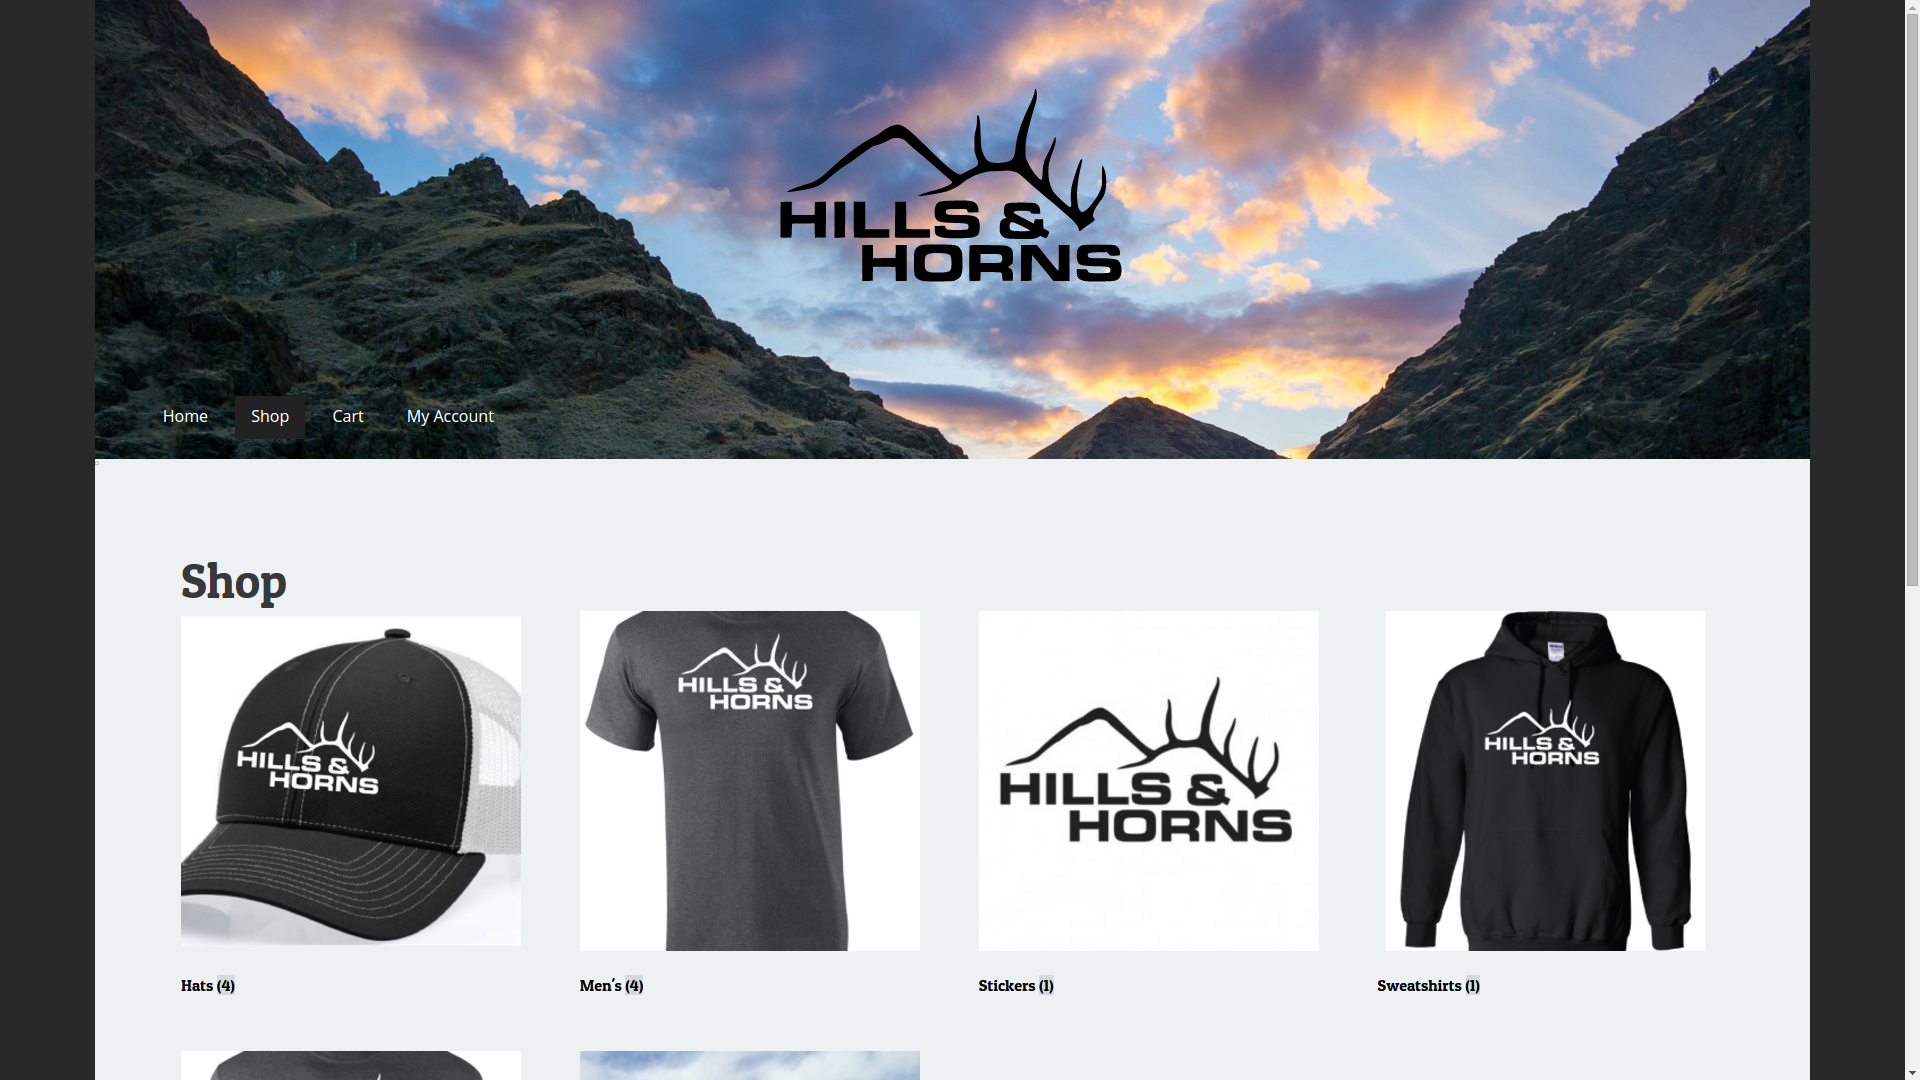 HILLS &
HORNS
Home
Shop
Cart
My Account
Shop
HILLS &
HORNS
HILLS &
HORNS
HILLS &
HORNS
HILLS &
HORNS
Hats (4)
Men's (4)
Stickers (1)
Sweatshirts (1)